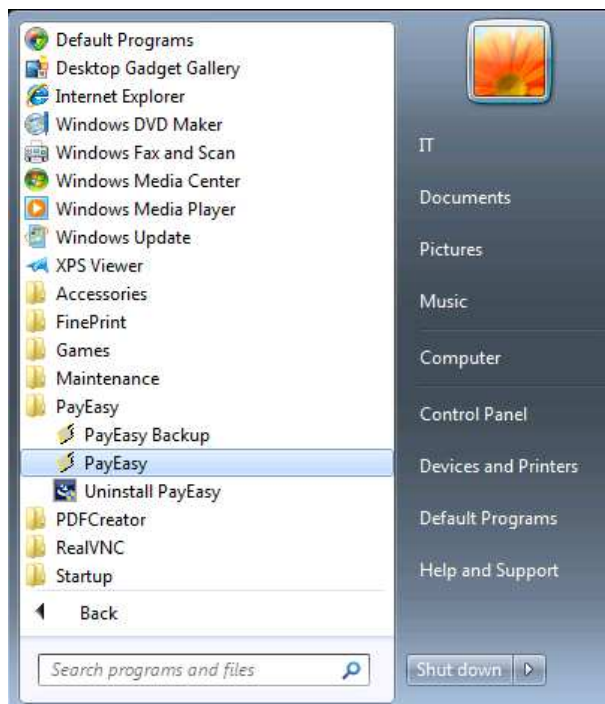 Default Programs
Desktop Gadget Gallery
Internet Explorer
Windows DVD Maker
Windows Fax and Scan
Windows Media Center
Windows Media Player
Windows Update
XPS Viewer
Accessories
FinePrint
Games
Maintenance
PayEasy
PayEasy Backup
PayEasy
Uninstall PayEasy
PDFCreator
RealVNC
Startup
Back
Search programs and files
IT
Documents
Pictures
Music
Computer
Control Panel
Devices and Printers
Default Programs
Help and Support
Shut down